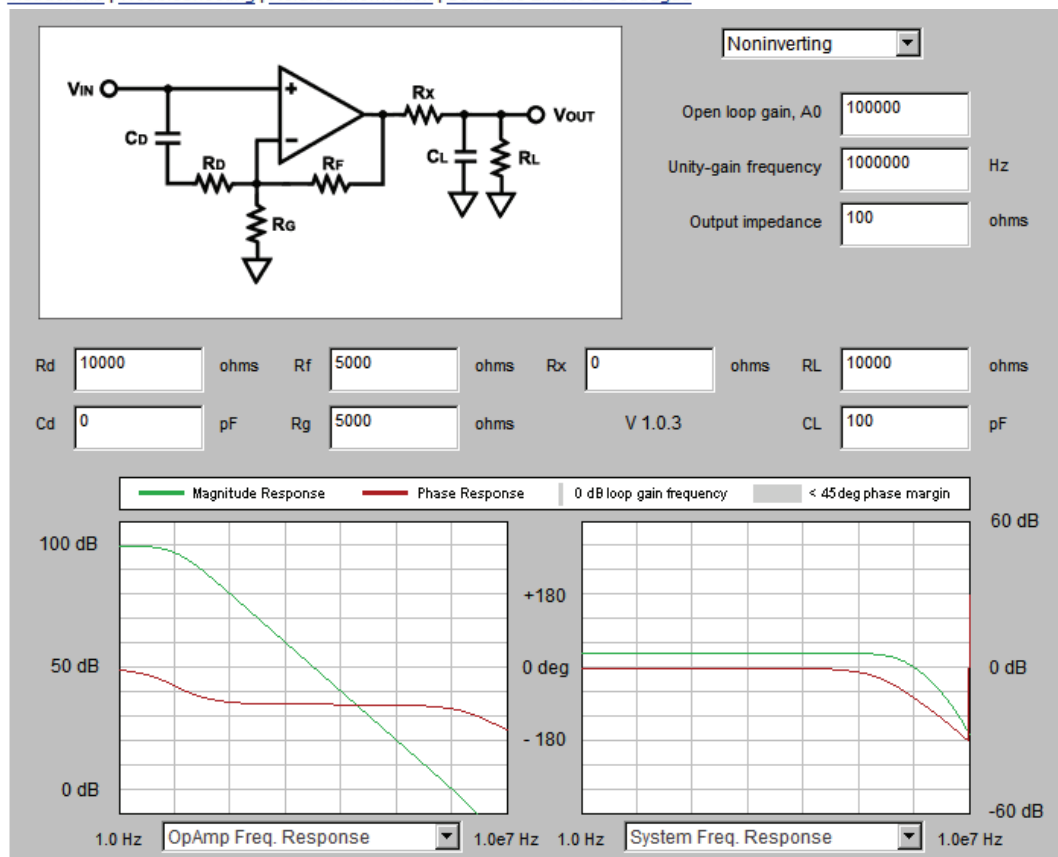 Noninverting
VIN
CD
RD
RF
RG
RX
CL
RL
VOUT
Open loop gain, A0 100000
Unity-gain frequency 1000000 Hz
Output impedance 100 ohms
Rd 10000 ohms Rf 5000 ohms Rx 0 ohms RL 10000 ohms
Cd 0 pF Rg 5000 ohms V 1.0.3 CL 100 pF
Magnitude Response Phase Response 0 dB loop gain frequency < 45 deg phase margin
100 dB
50 dB
0 dB
+180
0 deg
- 180
60 dB
0 dB
-60 dB
1.0 Hz OpAmp Freq. Response 1.0e7 Hz 1.0 Hz System Freq. Response 1.0e7 Hz